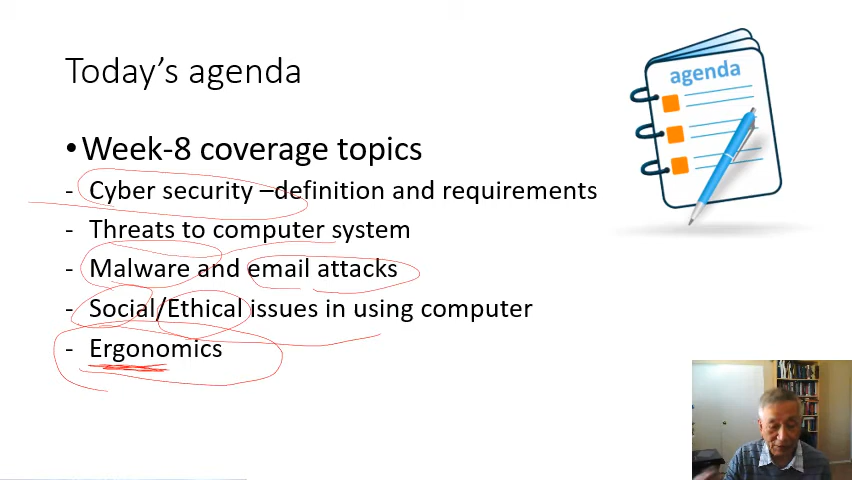 Today's agenda
agenda
•Week-8 coverage topics
- Cyber security –definition and requirements
- Threats to computer system
- Malware and email attacks
- Social/Ethical issues in using computer
- Ergonomics